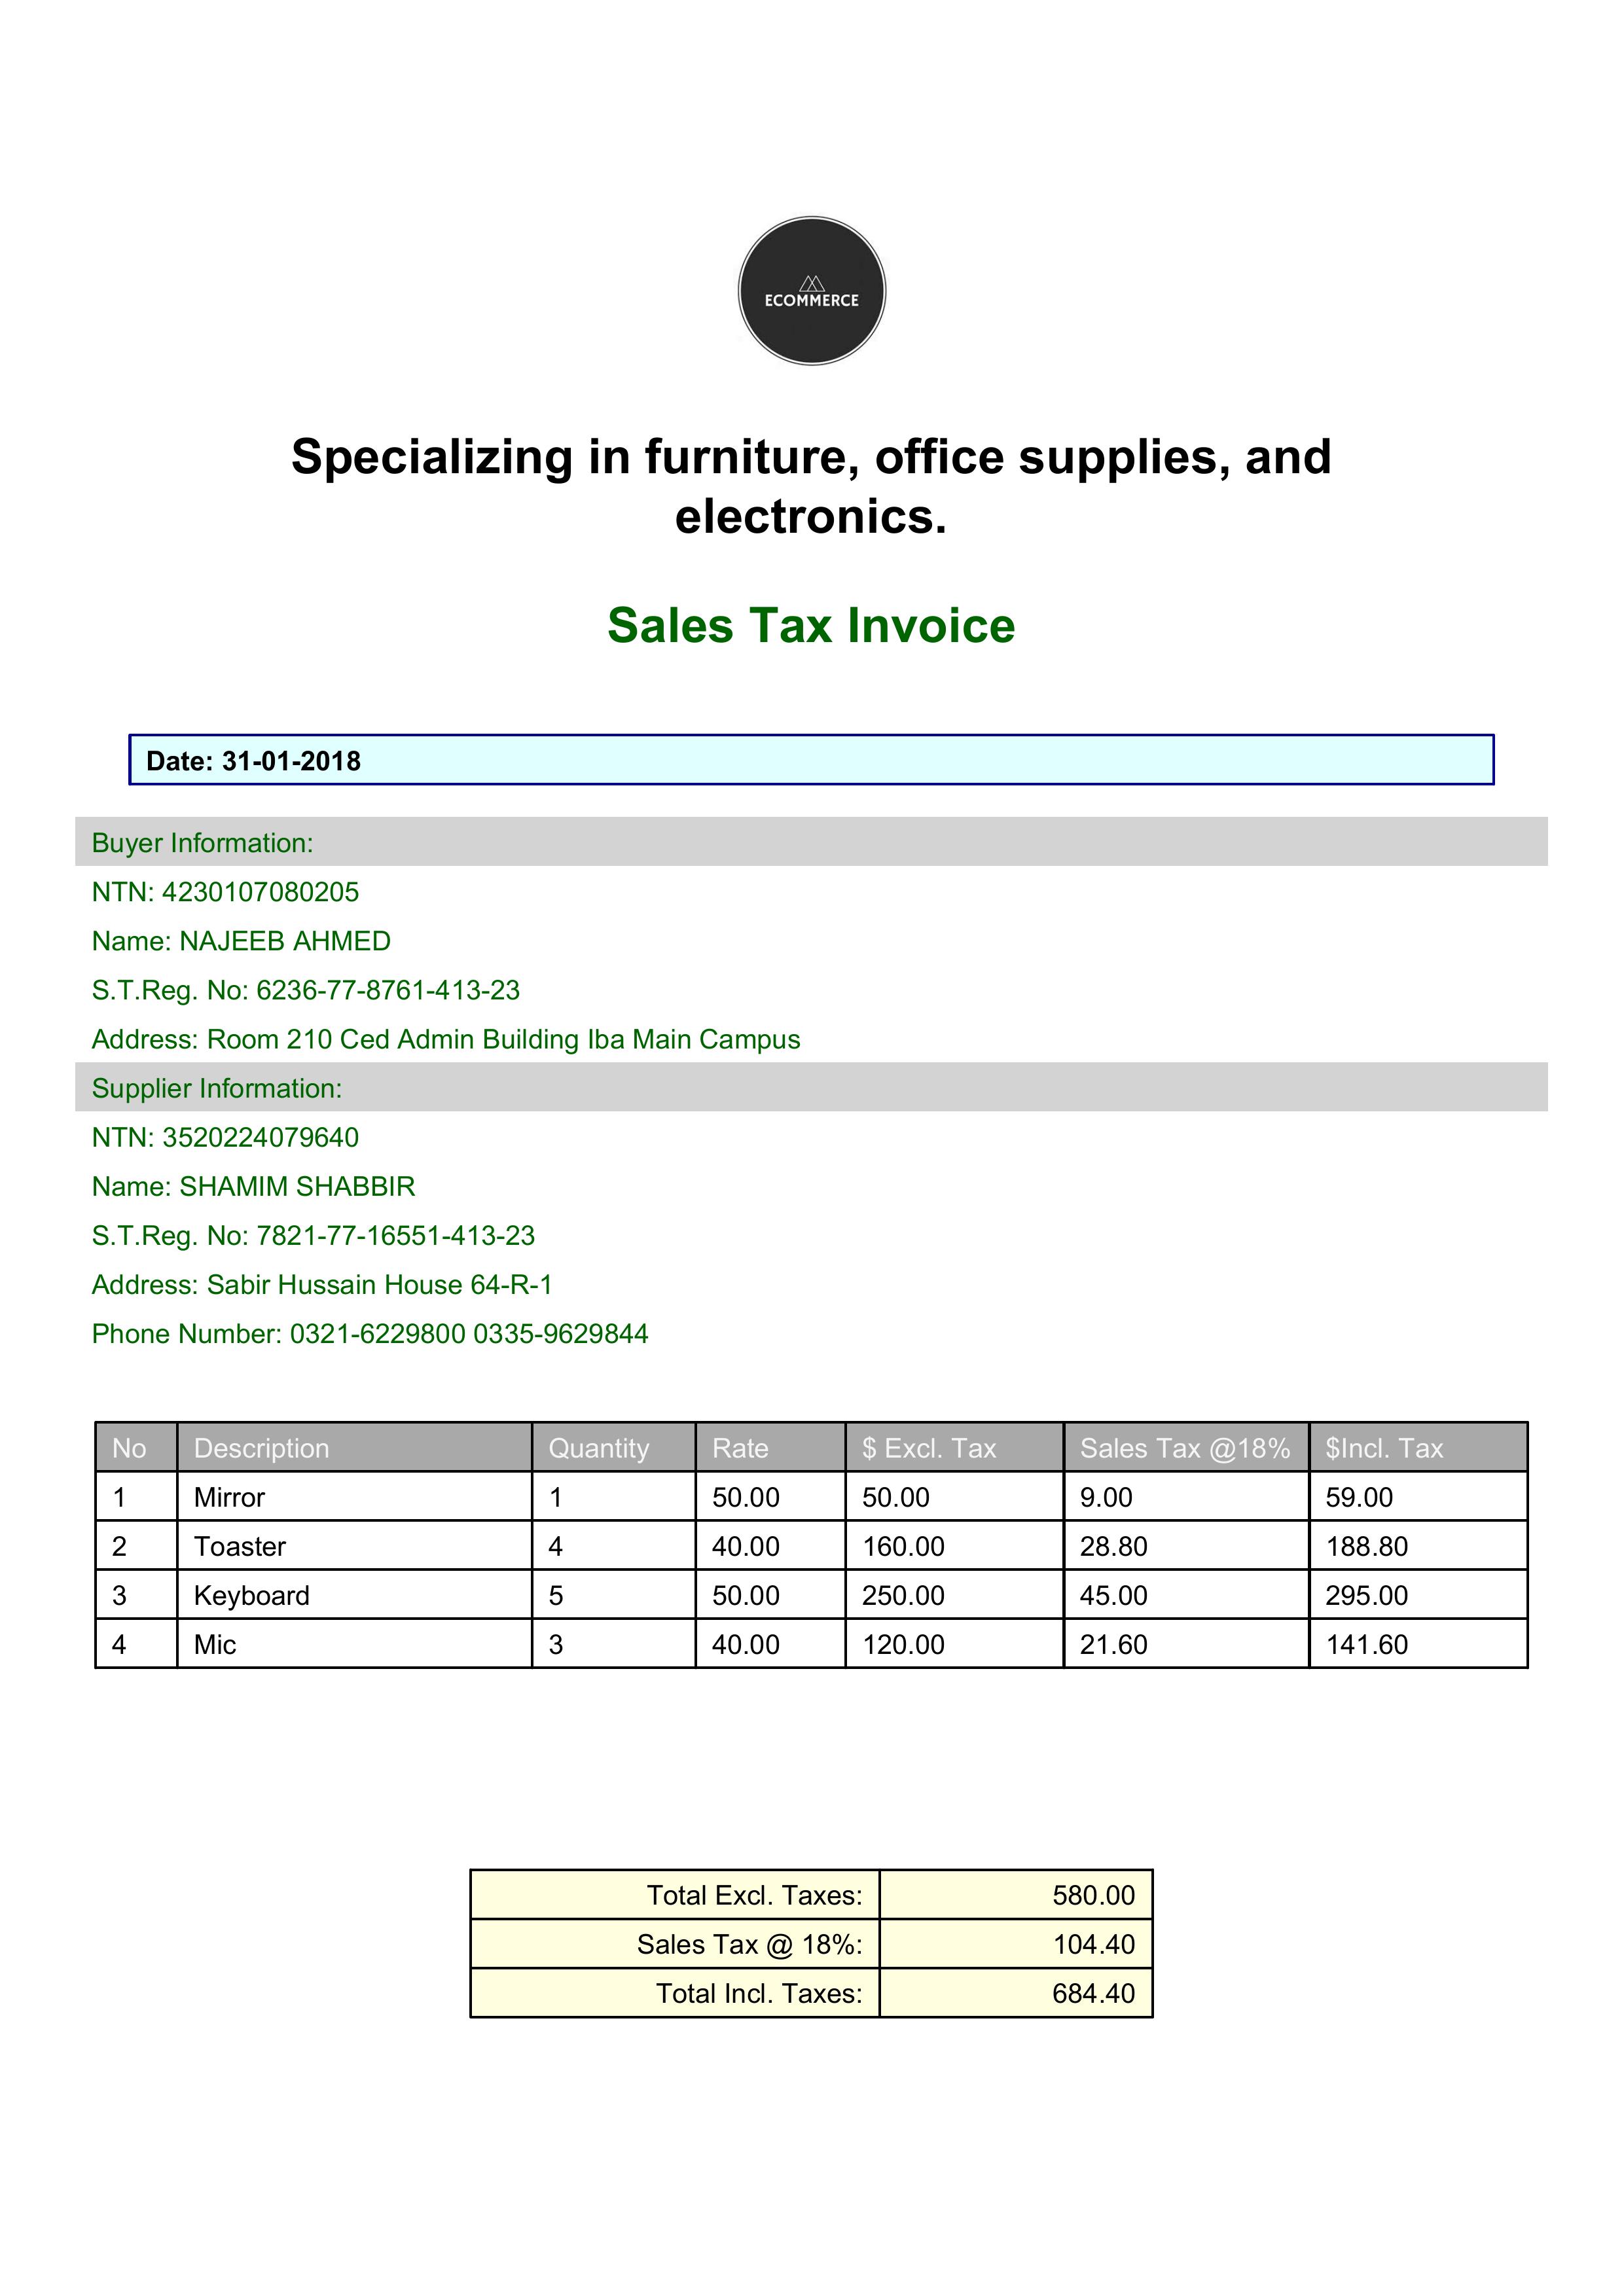 ECOMMERCE
Specializing in furniture, office supplies, and
electronics.
Sales Tax Invoice
Date: 31-01-2018
Buyer Information:
NTN: 4230107080205
Name: NAJEEB AHMED
S.T.Reg. No: 6236-77-8761-413-23
Address: Room 210 Ced Admin Building Iba Main Campus
Supplier Information:
NTN: 3520224079640
Name: SHAMIM SHABBIR
S.T.Reg. No: 7821-77-16551-413-23
Address: Sabir Hussain House 64-R-1
Phone Number: 0321-6229800 0335-9629844
No Description Quantity Rate $ Excl. Tax Sales Tax @18% $Incl. Tax
1 Mirror 1 50.00 50.00 9.00 59.00
2 Toaster 4 40.00 160.00 28.80 188.80
3 Keyboard 5 50.00 250.00 45.00 295.00
4 Mic 3 40.00 120.00 21.60 141.60
Total Excl. Taxes: 580.00
Sales Tax @ 18%: 104.40
Total Incl. Taxes: 684.40